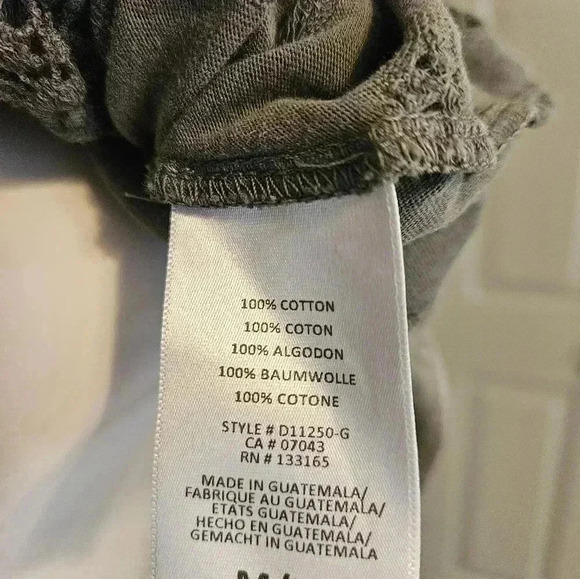 100% COTTON
100% COTON
100% ALGODON
100% BAUMWOLLE
100% COTONE
STYLE # D11250-G
CA # 07043
RN # 133165
MADE IN GUATEMALA/
FABRIQUE AU GUATEMALA/
ETATS GUATEMALA/
HECHO EN GUATEMALA/
GEMACHT IN GUATEMALA
M/